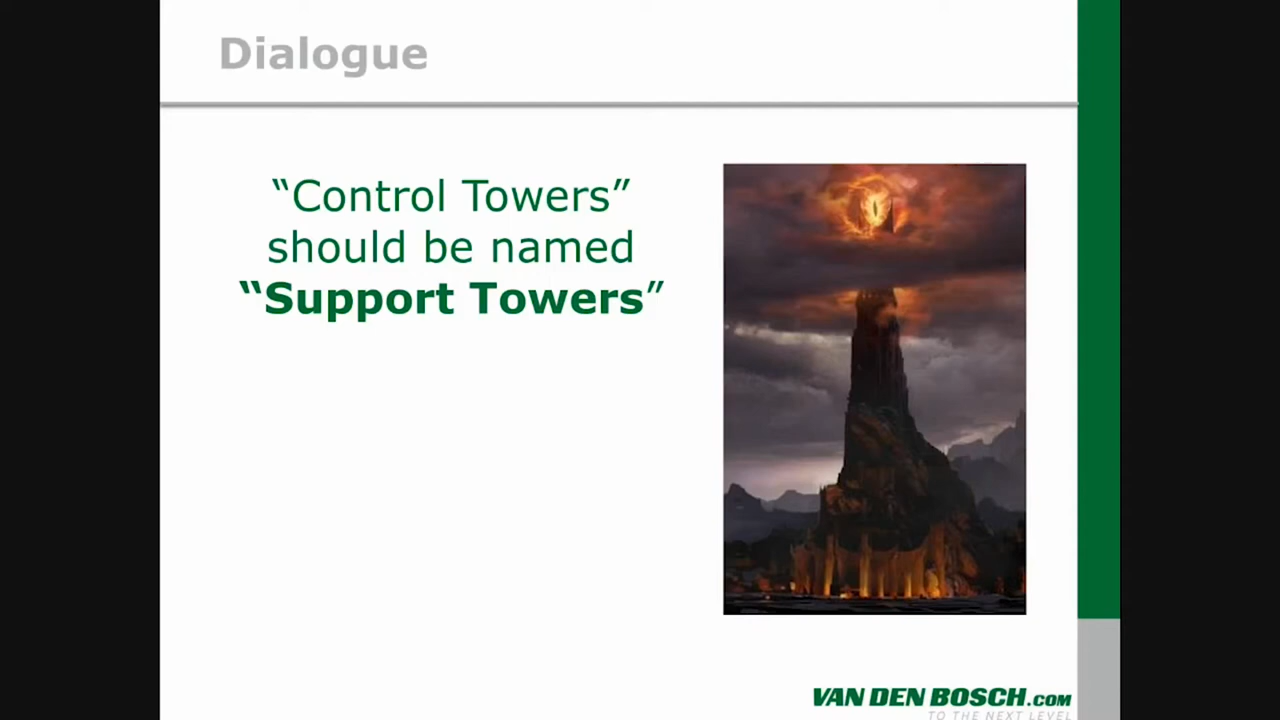 Dialogue
“Control Towers”
should be named
“Support Towers”
VAN DEN BOSCH.COM
TO THE NEXT LEVEL